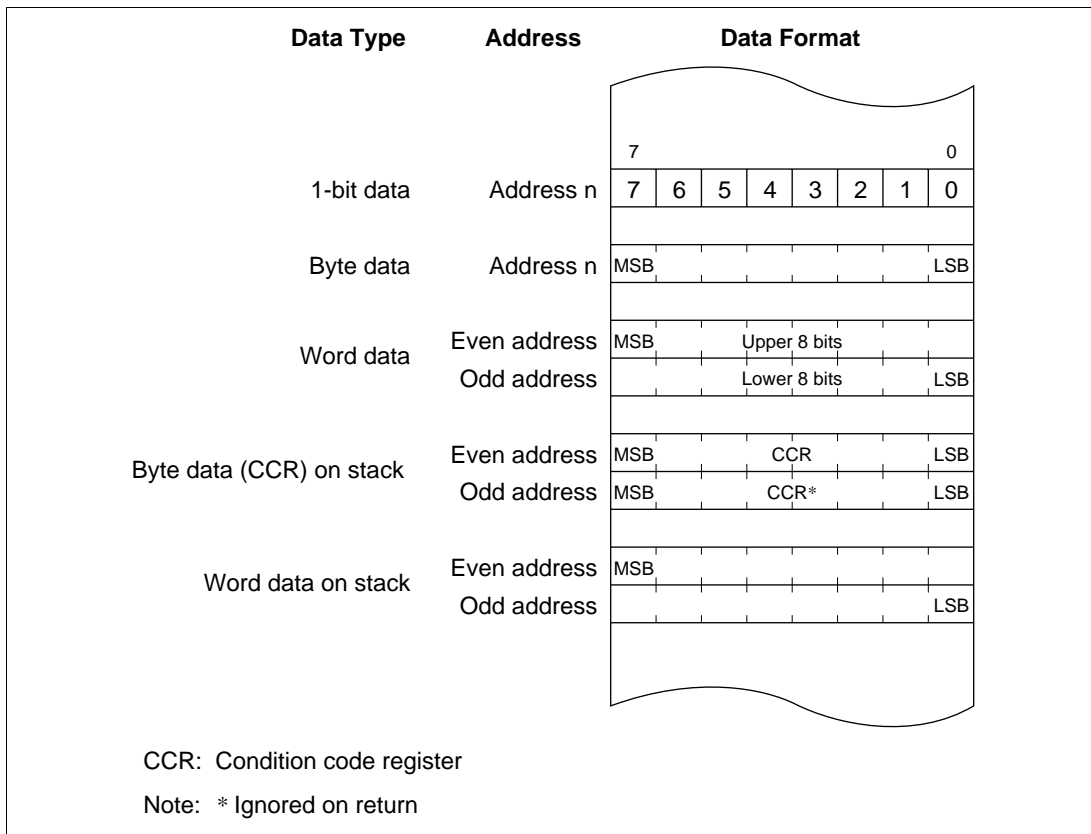 Data Type Address Data Format
7 0
1-bit data Address n 7 6 5 4 3 2 1 0
Byte data Address n MSB LSB
Word data
Even address MSB Upper 8 bits
Odd address Lower 8 bits LSB
Byte data (CCR) on stack
Even address MSB CCR LSB
Odd address MSB CCR* LSB
Word data on stack
Even address MSB
Odd address LSB
CCR: Condition code register
Note: * Ignored on return